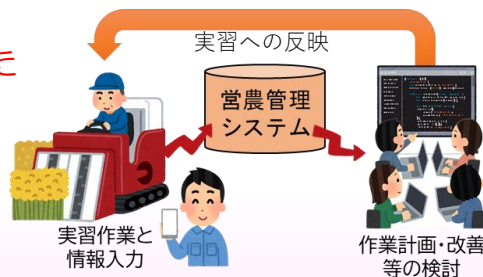 に
実習への反映
営農管理
システム
実習作業と
情報入力
作業計画・改善
等の検討